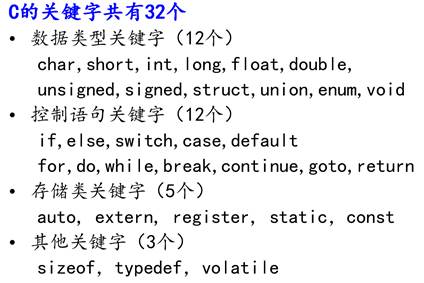 C的关键字共有32个
• 数据类型关键字（12个）
char,short,int,long,float,double,
unsigned,signed,struct,union,enum,void
• 控制语句关键字（12个）
if,else,switch,case,default
for,do,while,break,continue,goto,return
• 存储类关键字（5个）
auto, extern, register, static, const
• 其他关键字（3个）
sizeof, typedef, volatile